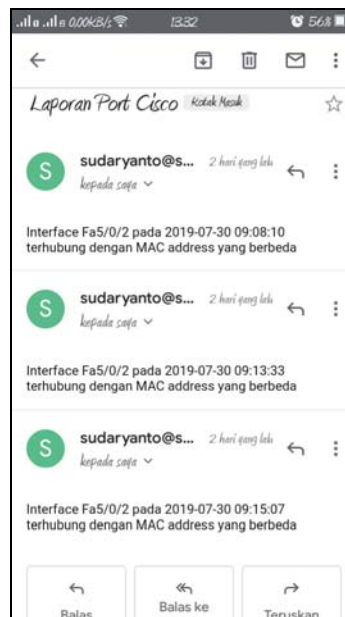 0,00KB/s 13.32 56%
Laporan Port Cisco Kotak Masuk
S sudaryanto@s... 2 hari yang lalu
kepada saya
Interface Fa5/0/2 pada 2019-07-30 09:08:10
terhubung dengan MAC address yang berbeda
S sudaryanto@s... 2 hari yang lalu
kepada saya
Interface Fa5/0/2 pada 2019-07-30 09:13:33
terhubung dengan MAC address yang berbeda
S sudaryanto@s... 2 hari yang lalu
kepada saya
Interface Fa5/0/2 pada 2019-07-30 09:15:07
terhubung dengan MAC address yang berbeda
Balas Balas ke Teruskan